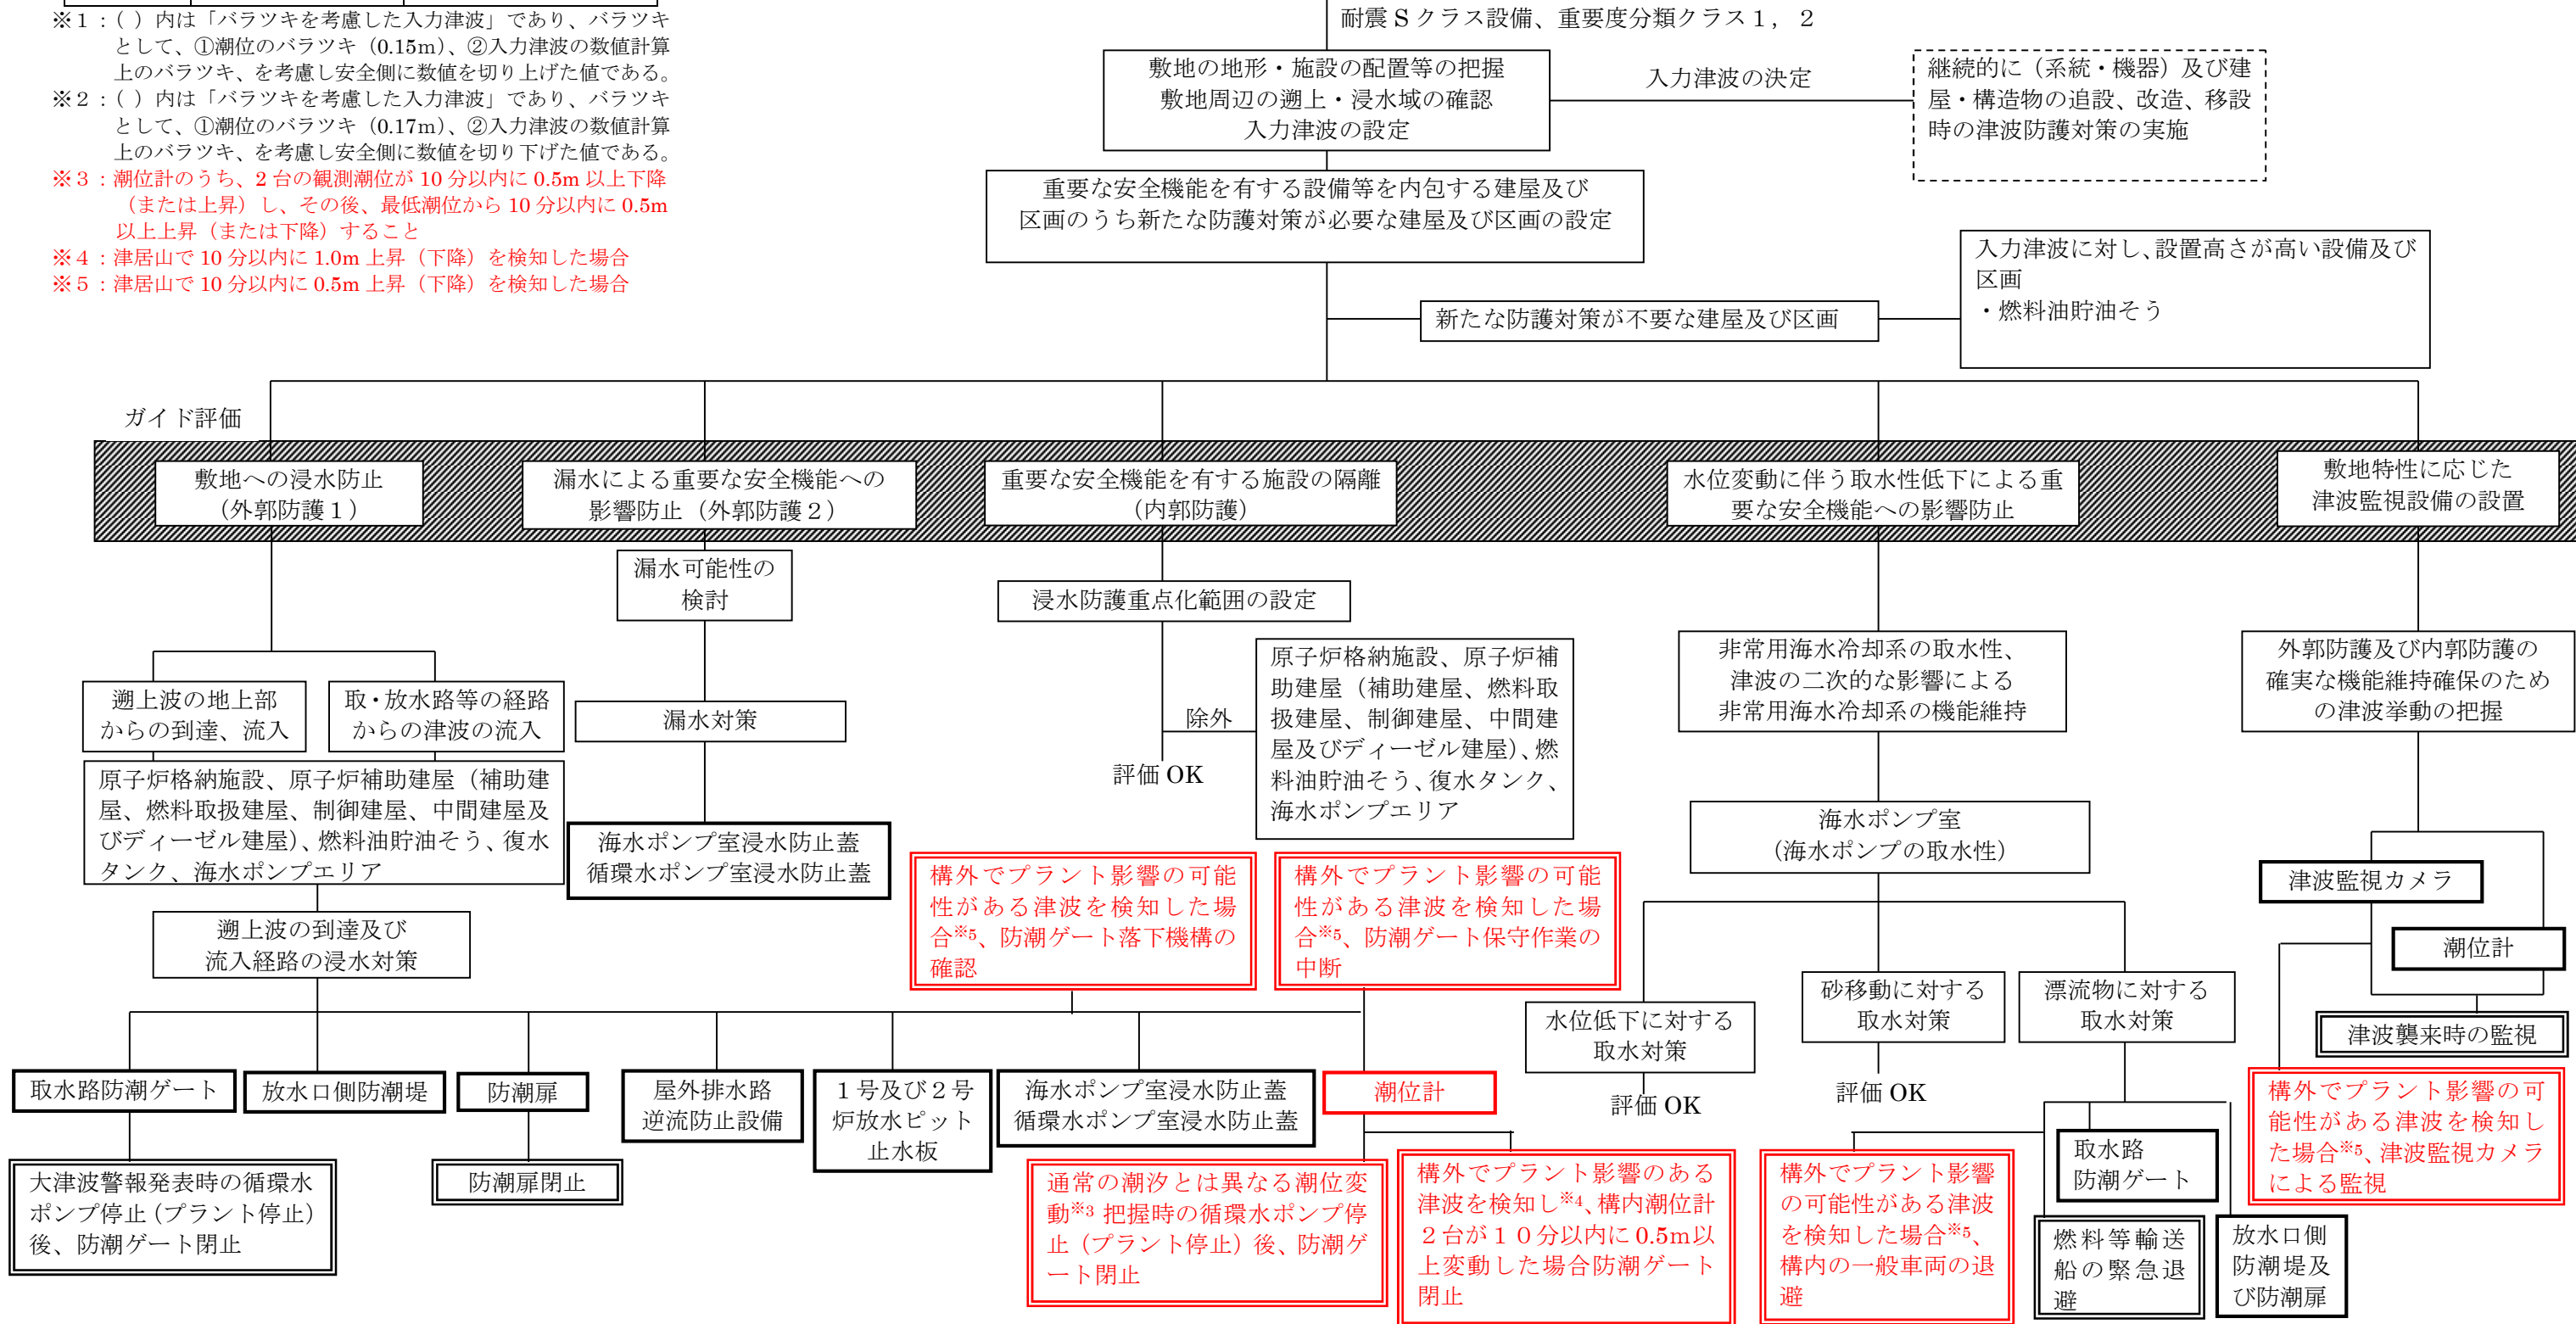 ※１：( ) 内は「バラツキを考慮した入力津波」であり、バラツキ
として、①潮位のバラツキ（0.15m）、②入力津波の数値計算
上のバラツキ、を考慮し安全側に数値を切り上げた値である。
※２：( ) 内は「バラツキを考慮した入力津波」であり、バラツキ
として、①潮位のバラツキ（0.17m）、②入力津波の数値計算
上のバラツキ、を考慮し安全側に数値を切り下げた値である。
※３：潮位計のうち、2 台の観測潮位が 10 分以内に 0.5m 以上下降
（または上昇）し、その後、最低潮位から 10 分以内に 0.5m
以上上昇（または下降）すること
※４：津居山で 10 分以内に 1.0m 上昇（下降）を検知した場合
※５：津居山で 10 分以内に 0.5m 上昇（下降）を検知した場合
耐震 S クラス設備、重要度分類クラス１，２
敷地の地形・施設の配置等の把握
敷地周辺の遡上・浸水域の確認
入力津波の設定
入力津波の決定
継続的に（系統・機器）及び建
屋・構造物の追設、改造、移設
時の津波防護対策の実施
重要な安全機能を有する設備等を内包する建屋及び
区画のうち新たな防護対策が必要な建屋及び区画の設定
新たな防護対策が不要な建屋及び区画
入力津波に対し、設置高さが高い設備及び
区画
・燃料油貯油そう
ガイド評価
敷地への浸水防止
（外郭防護１）
漏水による重要な安全機能への
影響防止（外郭防護２）
重要な安全機能を有する施設の隔離
（内郭防護）
水位変動に伴う取水性低下による重
要な安全機能への影響防止
敷地特性に応じた
津波監視設備の設置
遡上波の地上部
からの到達、流入
取・放水路等の経路
からの津波の流入
原子炉格納施設、原子炉補助建屋（補助建
屋、燃料取扱建屋、制御建屋、中間建屋及
びディーゼル建屋）、燃料油貯油そう、復水
タンク、海水ポンプエリア
遡上波の到達及び
流入経路の浸水対策
漏水可能性の
検討
漏水対策
海水ポンプ室浸水防止蓋
循環水ポンプ室浸水防止蓋
浸水防護重点化範囲の設定
除外
評価 OK
原子炉格納施設、原子炉補
助建屋（補助建屋、燃料取
扱建屋、制御建屋、中間建
屋及びディーゼル建屋）、燃
料油貯油そう、復水タンク、
海水ポンプエリア
非常用海水冷却系の取水性、
津波の二次的な影響による
非常用海水冷却系の機能維持
海水ポンプ室
（海水ポンプの取水性）
外郭防護及び内郭防護の
確実な機能維持確保のため
の津波挙動の把握
津波監視カメラ
潮位計
津波襲来時の監視
構外でプラント影響の可能
性がある津波を検知した場
合※5、防潮ゲート落下機構の
確認
構外でプラント影響の可能
性がある津波を検知した場
合※5、防潮ゲート保守作業の
中断
水位低下に対する
取水対策
評価 OK
砂移動に対する
取水対策
評価 OK
漂流物に対する
取水対策
取水路防潮ゲート
放水口側防潮堤
防潮扉
屋外排水路
逆流防止設備
１号及び２号
炉放水ピット
止水板
海水ポンプ室浸水防止蓋
循環水ポンプ室浸水防止蓋
潮位計
大津波警報発表時の循環水
ポンプ停止（プラント停止）
後、防潮ゲート閉止
防潮扉閉止
通常の潮汐とは異なる潮位変
動※3 把握時の循環水ポンプ停
止（プラント停止）後、防潮ゲ
ート閉止
構外でプラント影響のある
津波を検知し※4、構内潮位計
２台が１０分以内に 0.5m以
上変動した場合防潮ゲート
閉止
構外でプラント影響
の可能性がある津波
を検知した場合※5、
構内の一般車両の退
避
取水路
防潮ゲート
燃料等輸送
船の緊急退
避
放水口側
防潮堤及
び防潮扉
構外でプラント影響の可
能性がある津波を検知し
た場合※5、津波監視カメラ
による監視